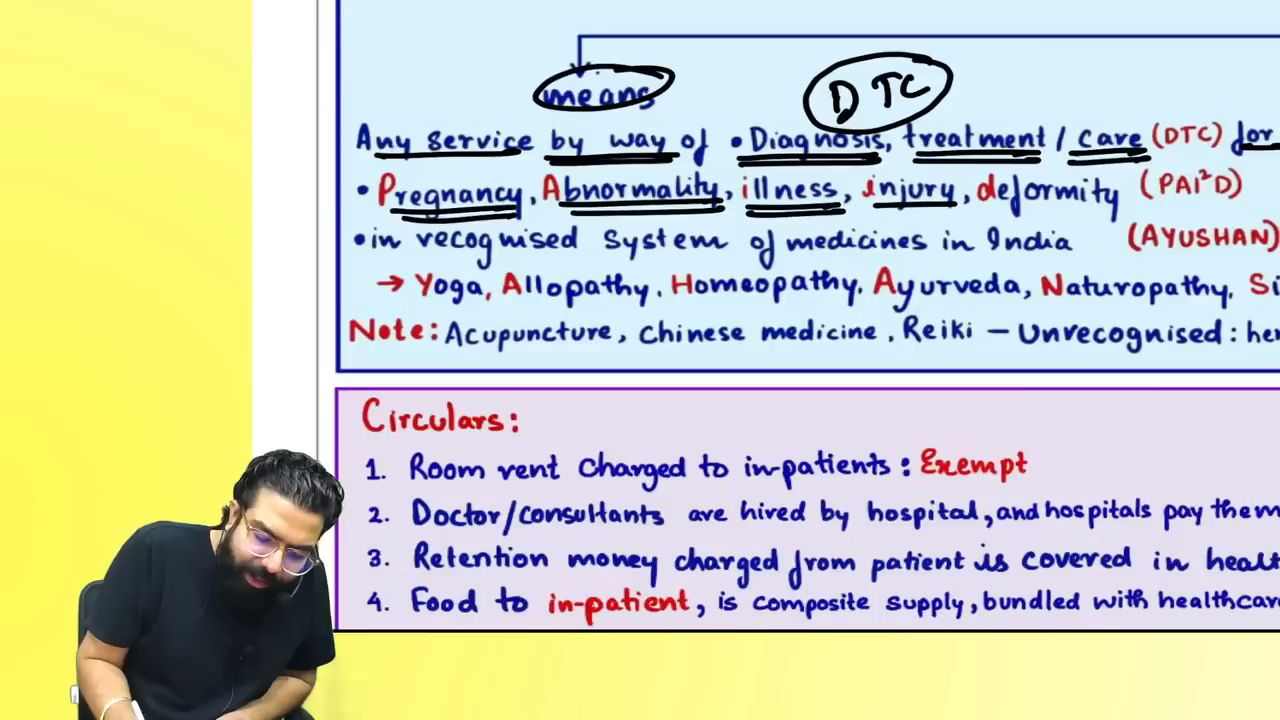 means
DTC
Any service by way of • Diagnosis, treatment / care (DTC) for
• Pregnancy, Abnormality, illness, injury, deformity (PAI²D)
• in recognised system of medicines in India (AYUSHAN)
→ Yoga, Allopathy, Homeopathy, Ayurveda, Naturopathy,
Note: Acupuncture, Chinese medicine, Reiki – Unrecognised:
Circulars:
1. Room rent charged to in-patients: Exempt
2. Doctor/consultants are hired by hospital, and hospitals pay them
3. Retention money charged from patient is covered in
4. Food to in-patient, is composite supply, bundled with